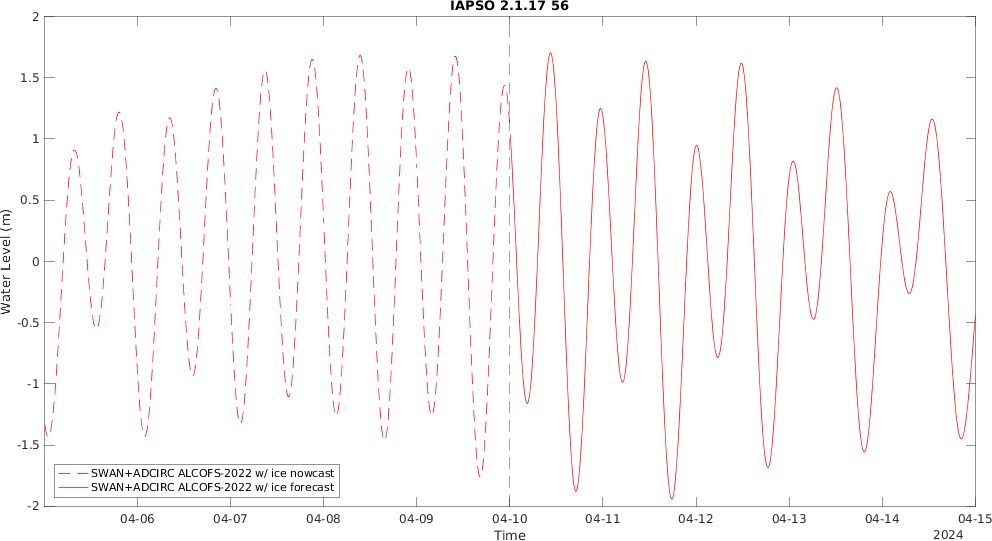 IAPSO 2.1.17 56
2
1.5
1
0.5
0
-0.5
-1
-1.5
-2
Water Level (m)
SWAN+ADCIRC ALCOFS-2022 w/ ice nowcast
SWAN+ADCIRC ALCOFS-2022 w/ ice forecast
04-06 04-07 04-08 04-09 04-10 04-11 04-12 04-13 04-14 04-15
Time
2024